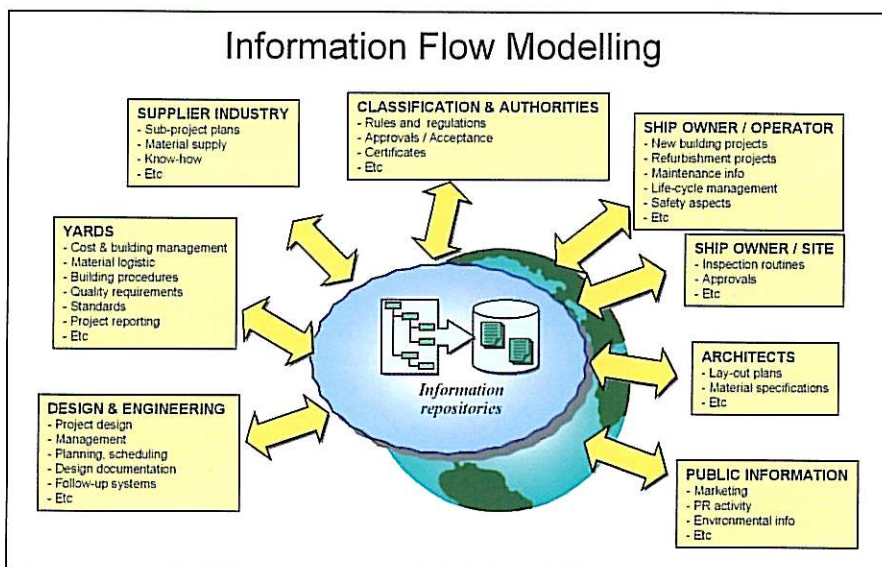 Information Flow Modelling
SUPPLIER INDUSTRY
- Sub-project plans
- Material supply
- Know-how
- Etc
CLASSIFICATION & AUTHORITIES
- Rules and regulations
- Approvals / Acceptance
- Certificates
- Etc
SHIP OWNER / OPERATOR
- New building projects
- Refurbishment projects
- Maintenance info
- Life-cycle management
- Safety aspects
- Etc
YARDS
- Cost & building management
- Material logistic
- Building procedures
- Quality requirements
- Standards
- Project reporting
- Etc
SHIP OWNER / SITE
- Inspection routines
- Approvals
- Etc
Information
repositories
ARCHITECTS
- Lay-out plans
- Material specifications
- Etc
DESIGN & ENGINEERING
- Project design
- Management
- Planning, scheduling
- Design documentation
- Follow-up systems
- Etc
PUBLIC INFORMATION
- Marketing
- PR activity
- Environmental info
- Etc